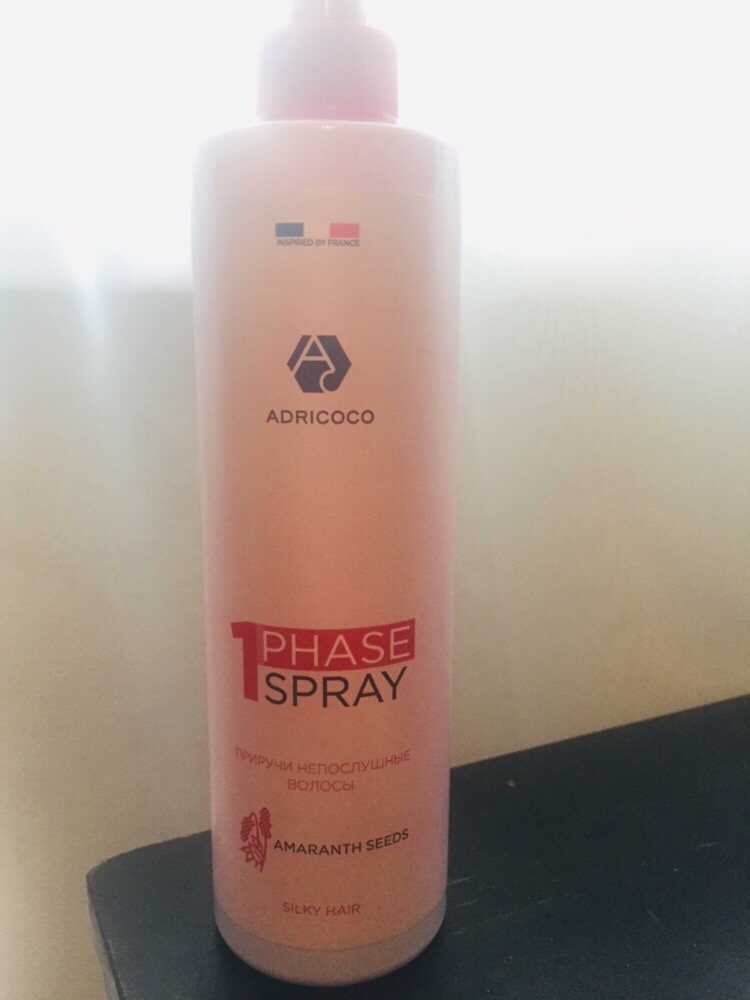 INSPIRED BY FRANCE
ADRICOCO
1 PHASE
SPRAY
ПРИРУЧИ НЕПОСЛУШНЫЕ
ВОЛОСЫ
AMARANTH SEEDS
SILKY HAIR